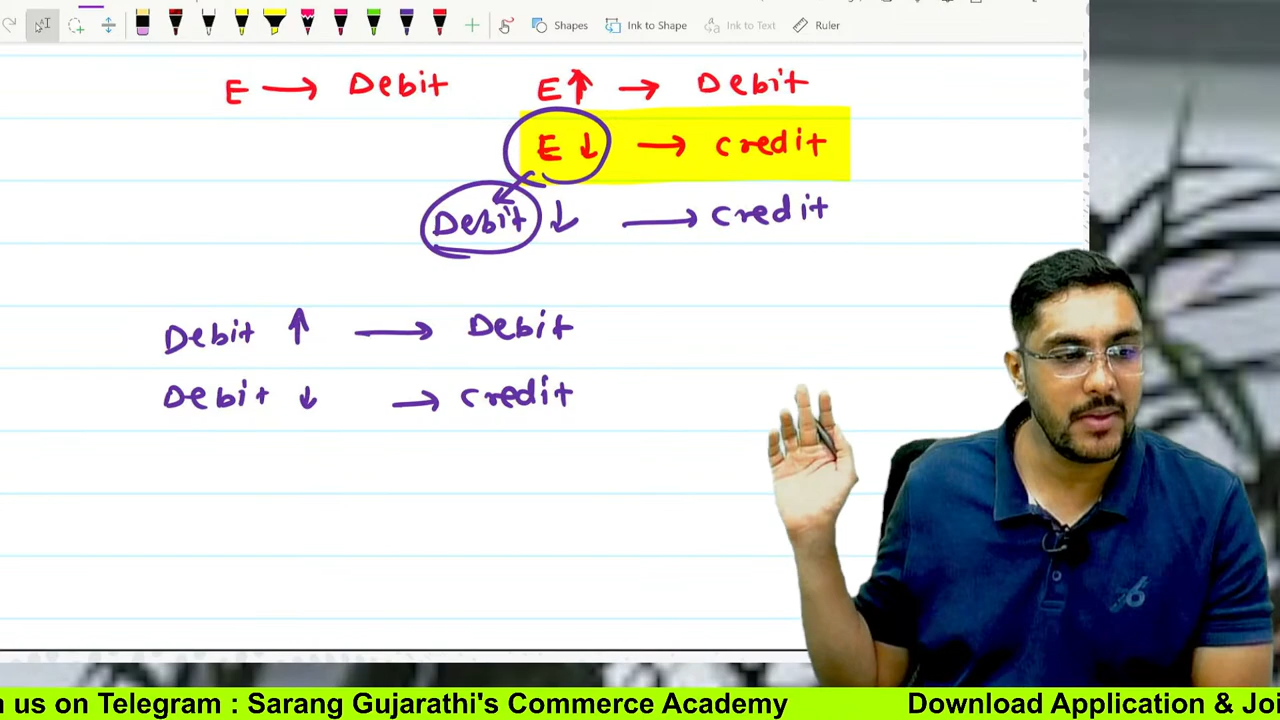 Shapes Ink to Shape Ink to Text Ruler
E → Debit E↑ → Debit
E ↓ → credit
Debit ↓ → credit
Debit ↑ → Debit
Debit ↓ → credit
n us on Telegram : Sarang Gujarathi's Commerce Academy Download Application & Joi